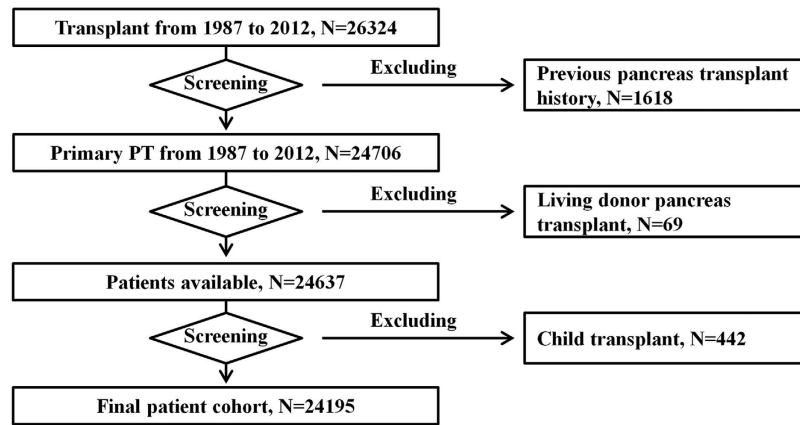 Transplant from 1987 to 2012, N=26324
Screening
Excluding
Previous pancreas transplant
history, N=1618
Primary PT from 1987 to 2012, N=24706
Screening
Excluding
Living donor pancreas
transplant, N=69
Patients available, N=24637
Screening
Excluding
Child transplant, N=442
Final patient cohort, N=24195